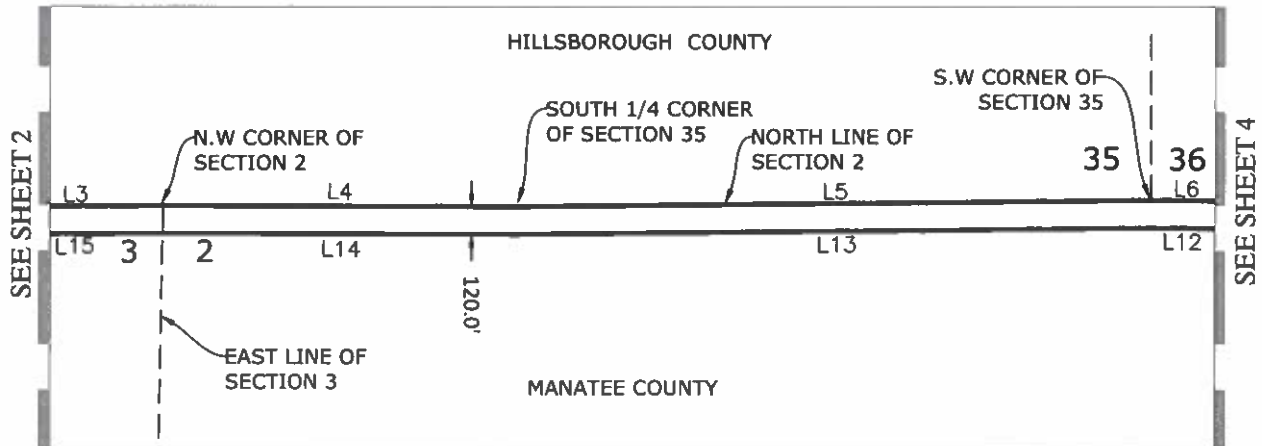 HILLSBOROUGH COUNTY
S.W CORNER OF
SECTION 35
SOUTH 1/4 CORNER
OF SECTION 35
N.W CORNER OF
SECTION 2
NORTH LINE OF
SECTION 2
35
36
SEE SHEET 2
SEE SHEET 4
L3
L4
L5
L6
L15
3
2
L14
L13
L12
120.0'
EAST LINE OF
SECTION 3
MANATEE COUNTY